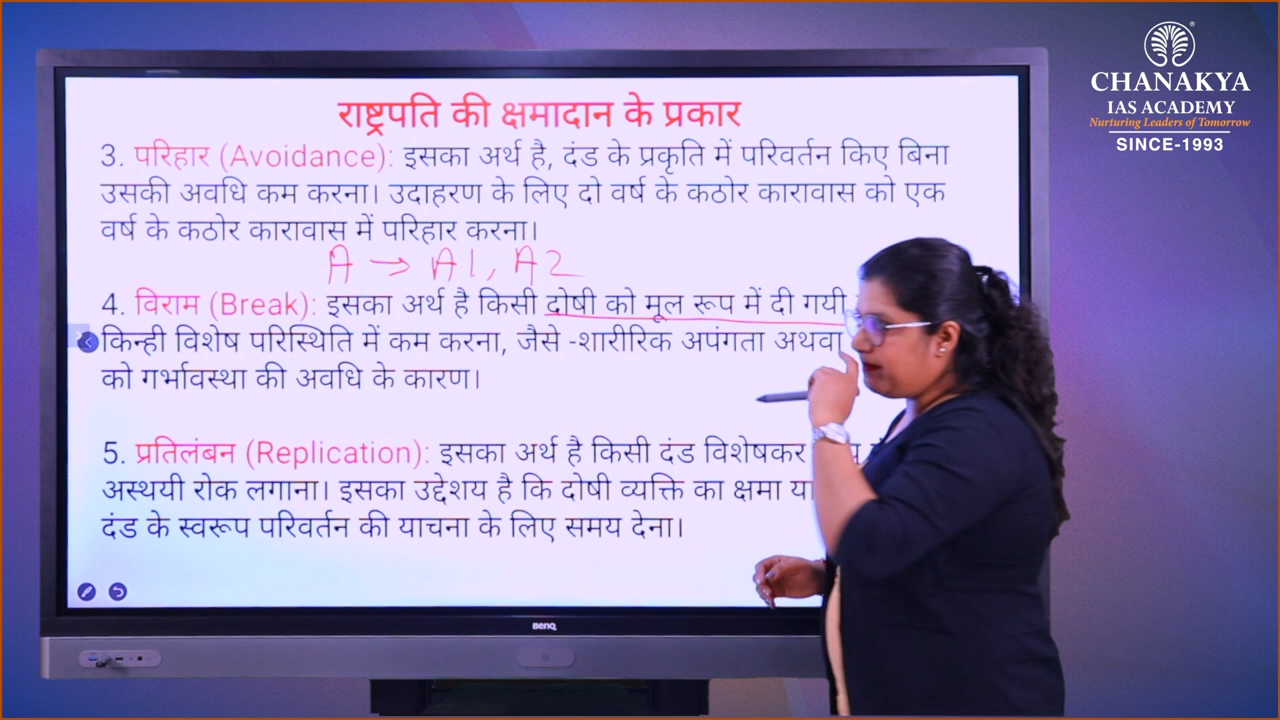 राष्ट्रपति की क्षमादान के प्रकार
3. परिहार (Avoidance): इसका अर्थ है, दंड के प्रकृति में परिवर्तन किए बिना
उसकी अवधि कम करना। उदाहरण के लिए दो वर्ष के कठोर कारावास को एक
वर्ष के कठोर कारावास में परिहार करना।
A → A1, A2
4. विराम (Break): इसका अर्थ है किसी दोषी को मूल रूप में दी गयी
किन्ही विशेष परिस्थिति में कम करना, जैसे -शारीरिक अपंगता अथवा
को गर्भावस्था की अवधि के कारण।
5. प्रतिलंबन (Replication): इसका अर्थ है किसी दंड विशेषकर
अस्थयी रोक लगाना। इसका उद्देशय है कि दोषी व्यक्ति का क्षमा
दंड के स्वरूप परिवर्तन की याचना के लिए समय देना।
BENQ
CHANAKYA
IAS ACADEMY
Nurturing Leaders of Tomorrow
SINCE-1993